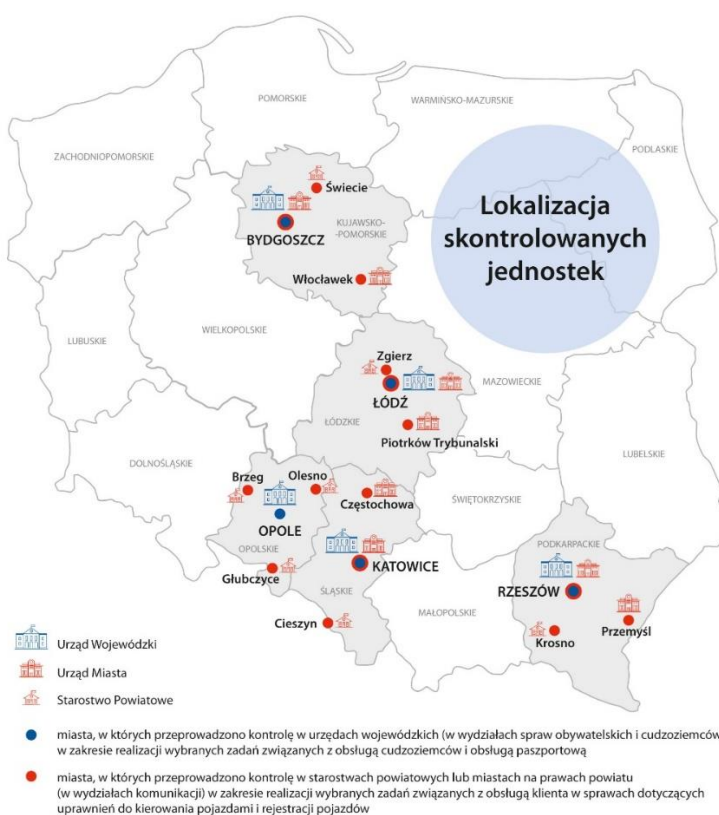 POMORSKIE
WARMIŃSKO-MAZURSKIE
ZACHODNIOPOMORSKIE
PODLASKIE
Świecie
Lokalizacja
skontrolowanych
jednostek
KUJAWSKO-
-POMORSKIE
BYDGOSZCZ
Włocławek
WIELKOPOLSKIE
LUBUSKIE
Zgierz
MAZOWIECKIE
ŁÓDŹ
ŁÓDZKIE
Piotrków Trybunalski
DOLNOŚLĄSKIE
LUBELSKIE
Brzeg
Olesno
Częstochowa
ŚWIĘTOKRZYSKIE
OPOLE
OPOLSKIE
PODKARPACKIE
KATOWICE
Głubczyce
ŚLĄSKIE
RZESZÓW
MAŁOPOLSKIE
Cieszyn
Krosno
Przemyśl
Urząd Wojewódzki
Urząd Miasta
Starostwo Powiatowe
miasta, w których przeprowadzono kontrolę w urzędach wojewódzkich (w wydziałach spraw obywatelskich i cudzoziemców
w zakresie realizacji wybranych zadań związanych z obsługą cudzoziemców i obsługą paszportową
miasta, w których przeprowadzono kontrolę w starostwach powiatowych lub miastach na prawach powiatu
(w wydziałach komunikacji) w zakresie realizacji wybranych zadań związanych z obsługą klienta w sprawach dotyczących
uprawnień do kierowania pojazdami i rejestracji pojazdów